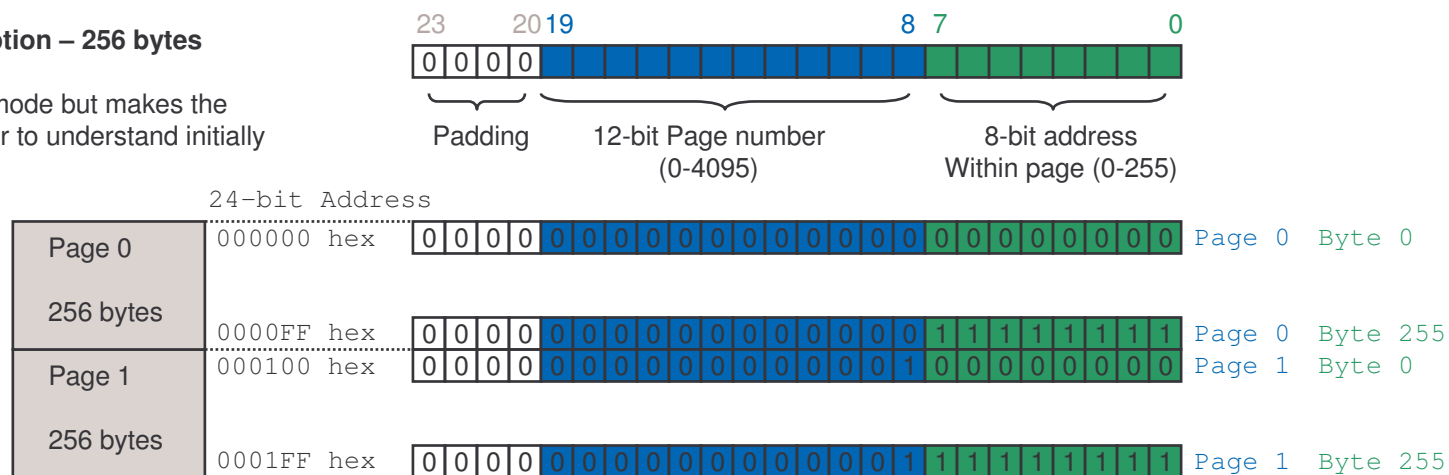 23 20 19 8 7 0
tion – 256 bytes
0 0 0 0
node but makes the
r to understand initially
Padding 12-bit Page number 8-bit address
(0-4095) Within page (0-255)
24-bit Address
Page 0
000000 hex 0 0 0 0 0 0 0 0 0 0 0 0 0 0 0 0 0 0 0 0 0 0 0 0 Page 0 Byte 0
256 bytes
0000FF hex 0 0 0 0 0 0 0 0 0 0 0 0 0 0 0 0 1 1 1 1 1 1 1 1 Page 0 Byte 255
000100 hex 0 0 0 0 0 0 0 0 0 0 0 0 0 0 0 1 0 0 0 0 0 0 0 0 Page 1 Byte 0
Page 1
256 bytes
0001FF hex 0 0 0 0 0 0 0 0 0 0 0 0 0 0 0 1 1 1 1 1 1 1 1 1 Page 1 Byte 255